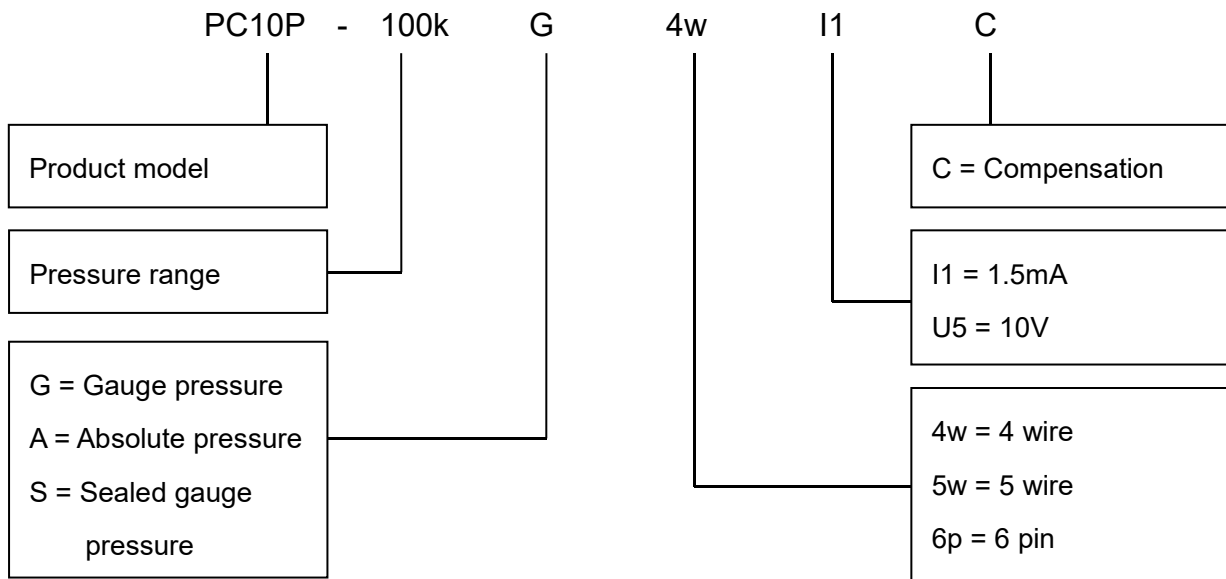 PC10P - 100k G 4w I1 C
Product model
Pressure range
G = Gauge pressure
A = Absolute pressure
S = Sealed gauge
pressure
C = Compensation
I1 = 1.5mA
U5 = 10V
4w = 4 wire
5w = 5 wire
6p = 6 pin